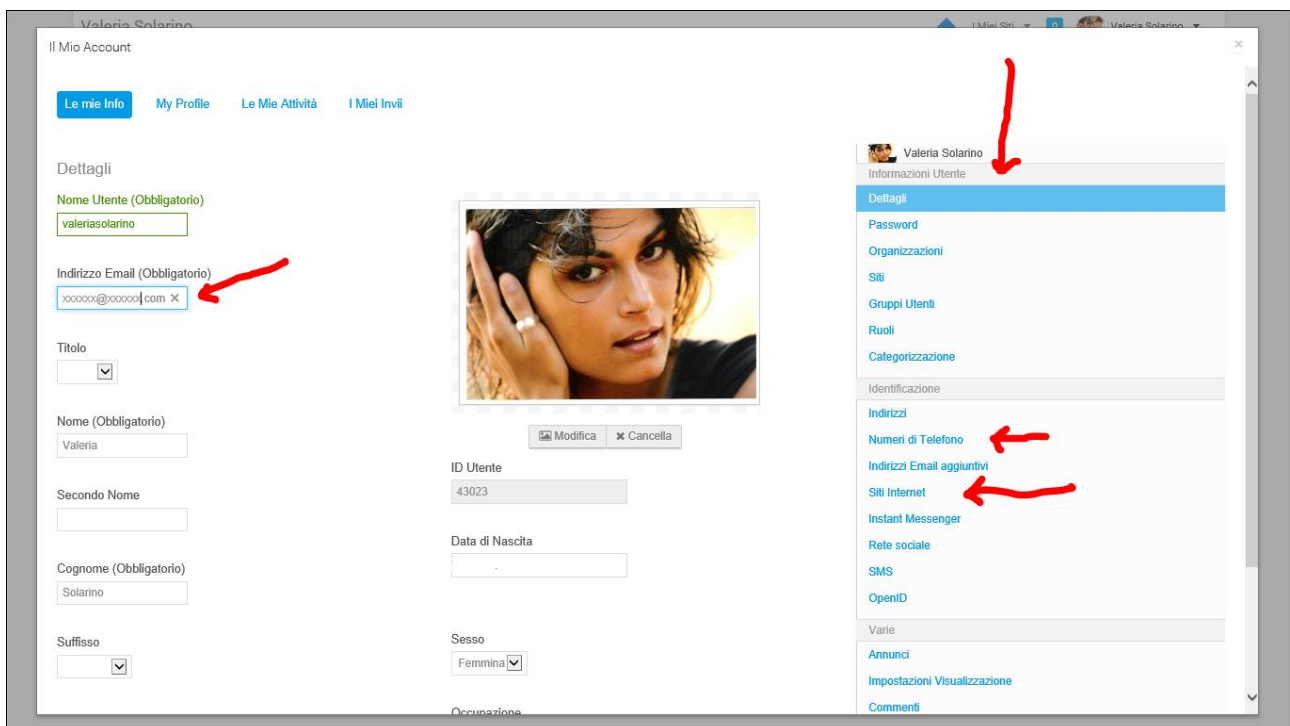 Valeria Solarino
I Miei Siti
0
Valeria Solarino
Il Mio Account
Le mie Info
My Profile
Le Mie Attività
I Miei Invii
Dettagli
Nome Utente (Obbligatorio)
valeriasolarino
Indirizzo Email (Obbligatorio)
xxxxxx@xxxxxx.com
Titolo
Nome (Obbligatorio)
Valeria
Secondo Nome
Cognome (Obbligatorio)
Solarino
Suffisso
Modifica
Cancella
ID Utente
43023
Data di Nascita
Sesso
Femmina
Occupazione
Valeria Solarino
Informazioni Utente
Dettagli
Password
Organizzazioni
Siti
Gruppi Utenti
Ruoli
Categorizzazione
Identificazione
Indirizzi
Numeri di Telefono
Indirizzi Email aggiuntivi
Siti Internet
Instant Messenger
Rete sociale
SMS
OpenID
Varie
Annunci
Impostazioni Visualizzazione
Commenti